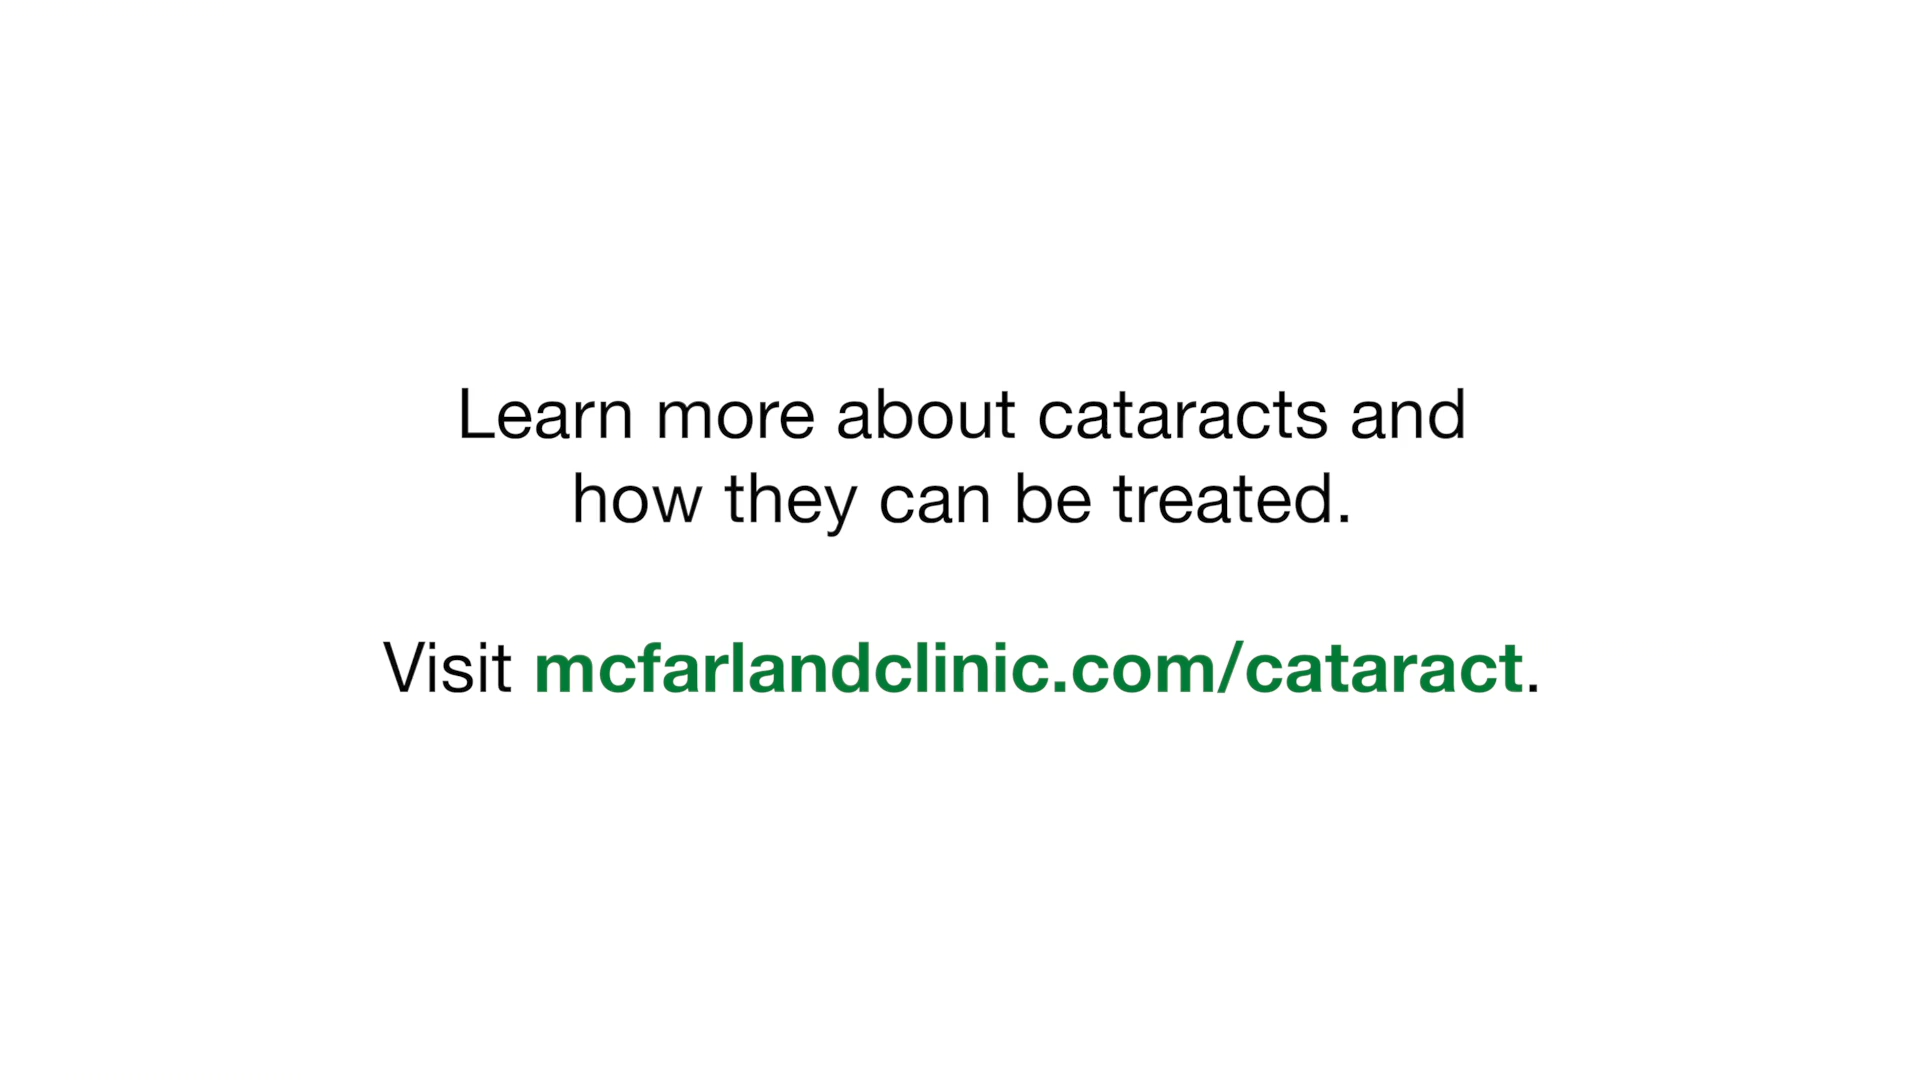 Learn more about cataracts and
how they can be treated.
Visit mcfarlandclinic.com/cataract.